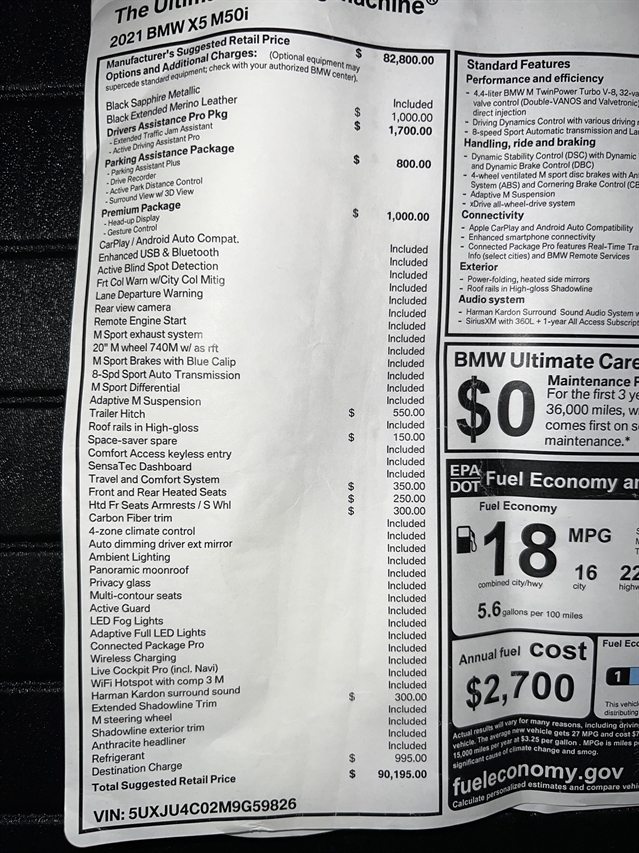 The Ultim
achine®
2021 BMW X5 M50i
Manufacturer's Suggested Retail Price $ 82,800.00
Options and Additional Charges: (Optional equipment may
supercede standard equipment; check with your authorized BMW center).
Black Sapphire Metallic Included
Black Extended Merino Leather $ 1,000.00
Drivers Assistance Pro Pkg $ 1,700.00
- Extended Traffic Jam Assistant
- Active Driving Assistant Pro
Parking Assistance Package $ 800.00
- Parking Assistant Plus
- Drive Recorder
- Active Park Distance Control
- Surround View w/ 3D View
Premium Package $ 1,000.00
- Head-up Display
- Gesture Control
CarPlay / Android Auto Compat. Included
Enhanced USB & Bluetooth Included
Active Blind Spot Detection Included
Frt Col Warn w/City Col Mitig Included
Lane Departure Warning Included
Rear view camera Included
Remote Engine Start Included
M Sport exhaust system Included
20" M wheel 740M w/ as rft Included
M Sport Brakes with Blue Calip Included
8-Spd Sport Auto Transmission Included
M Sport Differential Included
Adaptive M Suspension Included
Trailer Hitch $ 550.00
Roof rails in High-gloss Included
Space-saver spare $ 150.00
Comfort Access keyless entry Included
SensaTec Dashboard Included
Travel and Comfort System Included
Front and Rear Heated Seats $ 350.00
Htd Fr Seats Armrests / S Whl $ 250.00
Carbon Fiber trim $ 300.00
4-zone climate control Included
Auto dimming driver ext mirror Included
Ambient Lighting Included
Panoramic moonroof Included
Privacy glass Included
Multi-contour seats Included
Active Guard Included
LED Fog Lights Included
Adaptive Full LED Lights Included
Connected Package Pro Included
Wireless Charging Included
Live Cockpit Pro (incl. Navi) Included
WiFi Hotspot with comp 3 M Included
Harman Kardon surround sound Included
Extended Shadowline Trim $ 300.00
M steering wheel Included
Shadowline exterior trim Included
Anthracite headliner Included
Refrigerant Included
Destination Charge $ 995.00
Total Suggested Retail Price $ 90,195.00
VIN: 5UXJU4C02M9G59826
Standard Features
Performance and efficiency
- 4,4-liter BMW M TwinPower Turbo V-8, 32-va
valve control (Double-VANOS and Valvetronic)
direct injection
- Driving Dynamics Control with various driving
- 8-speed Sport Automatic transmission and La
Handling, ride and braking
- Dynamic Stability Control (DSC) with Dynamic
and Dynamic Brake Control (DBC)
- 4-wheel ventilated M sport disc brakes with An
System (ABS) and Cornering Brake Control (CB
- Adaptive M Suspension
- xDrive all-wheel-drive system
Connectivity
- Apple CarPlay and Android Auto Compatibility
- Enhanced smartphone connectivity
- Connected Package Pro features Real-Time Tra
Info (select cities) and BMW Remote Services
Exterior
- Power-folding, heated side mirrors
- Roof rails in High-gloss Shadowline
Audio system
- Harman Kardon Surround Sound Audio System w
- SiriusXM with 360L + 1-year All Access Subscrip
BMW Ultimate Care
$0
Maintenance P
For the first 3 ye
36,000 miles, w
comes first on s
maintenance.*
EPA
DOT
Fuel Economy an
Fuel Economy
18 MPG
combined city/hwy
16
city
22
highw
5.6 gallons per 100 miles
Annual fuel cost
$2,700
Fuel Eco
1
This vehicl
distributing
Actual results will vary for many reasons, including drivin
vehicle. The average new vehicle gets 27 MPG and cost $7
15,000 miles per year at $3.25 per gallon. MPGe is miles p
significant cause of climate change and smog.
fueleconomy.gov
Calculate personalized estimates and compare vehi